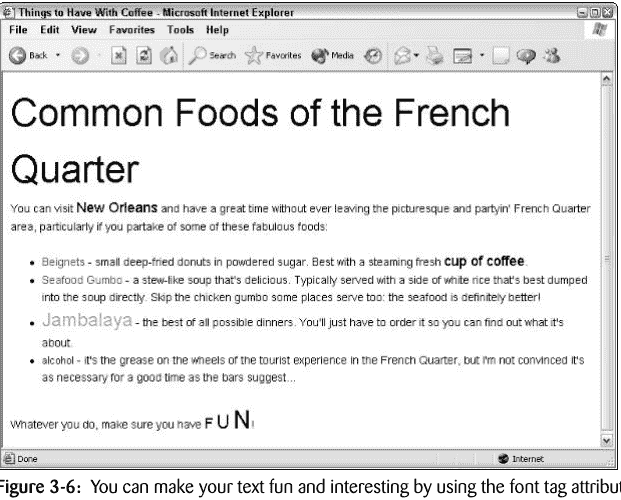 Things to Have With Coffee - Microsoft Internet Explorer
File Edit View Favorites Tools Help
Back Search Favorites Media
Common Foods of the French
Quarter
You can visit New Orleans and have a great time without ever leaving the picturesque and partyin' French Quarter
area, particularly if you partake of some of these fabulous foods:
• Beignets - small deep-fried donuts in powdered sugar. Best with a steaming fresh cup of coffee.
• Seafood Gumbo - a stew-like soup that's delicious. Typically served with a side of white rice that's best dumped
into the soup directly. Skip the chicken gumbo some places serve too: the seafood is definitely better!
• Jambalaya - the best of all possible dinners. You'll just have to order it so you can find out what it's
about.
• alcohol - it's the grease on the wheels of the tourist experience in the French Quarter, but I'm not convinced it's
as necessary for a good time as the bars suggest...
Whatever you do, make sure you have F U N!
Done Internet
Figure 3-6: You can make your text fun and interesting by using the font tag attribut